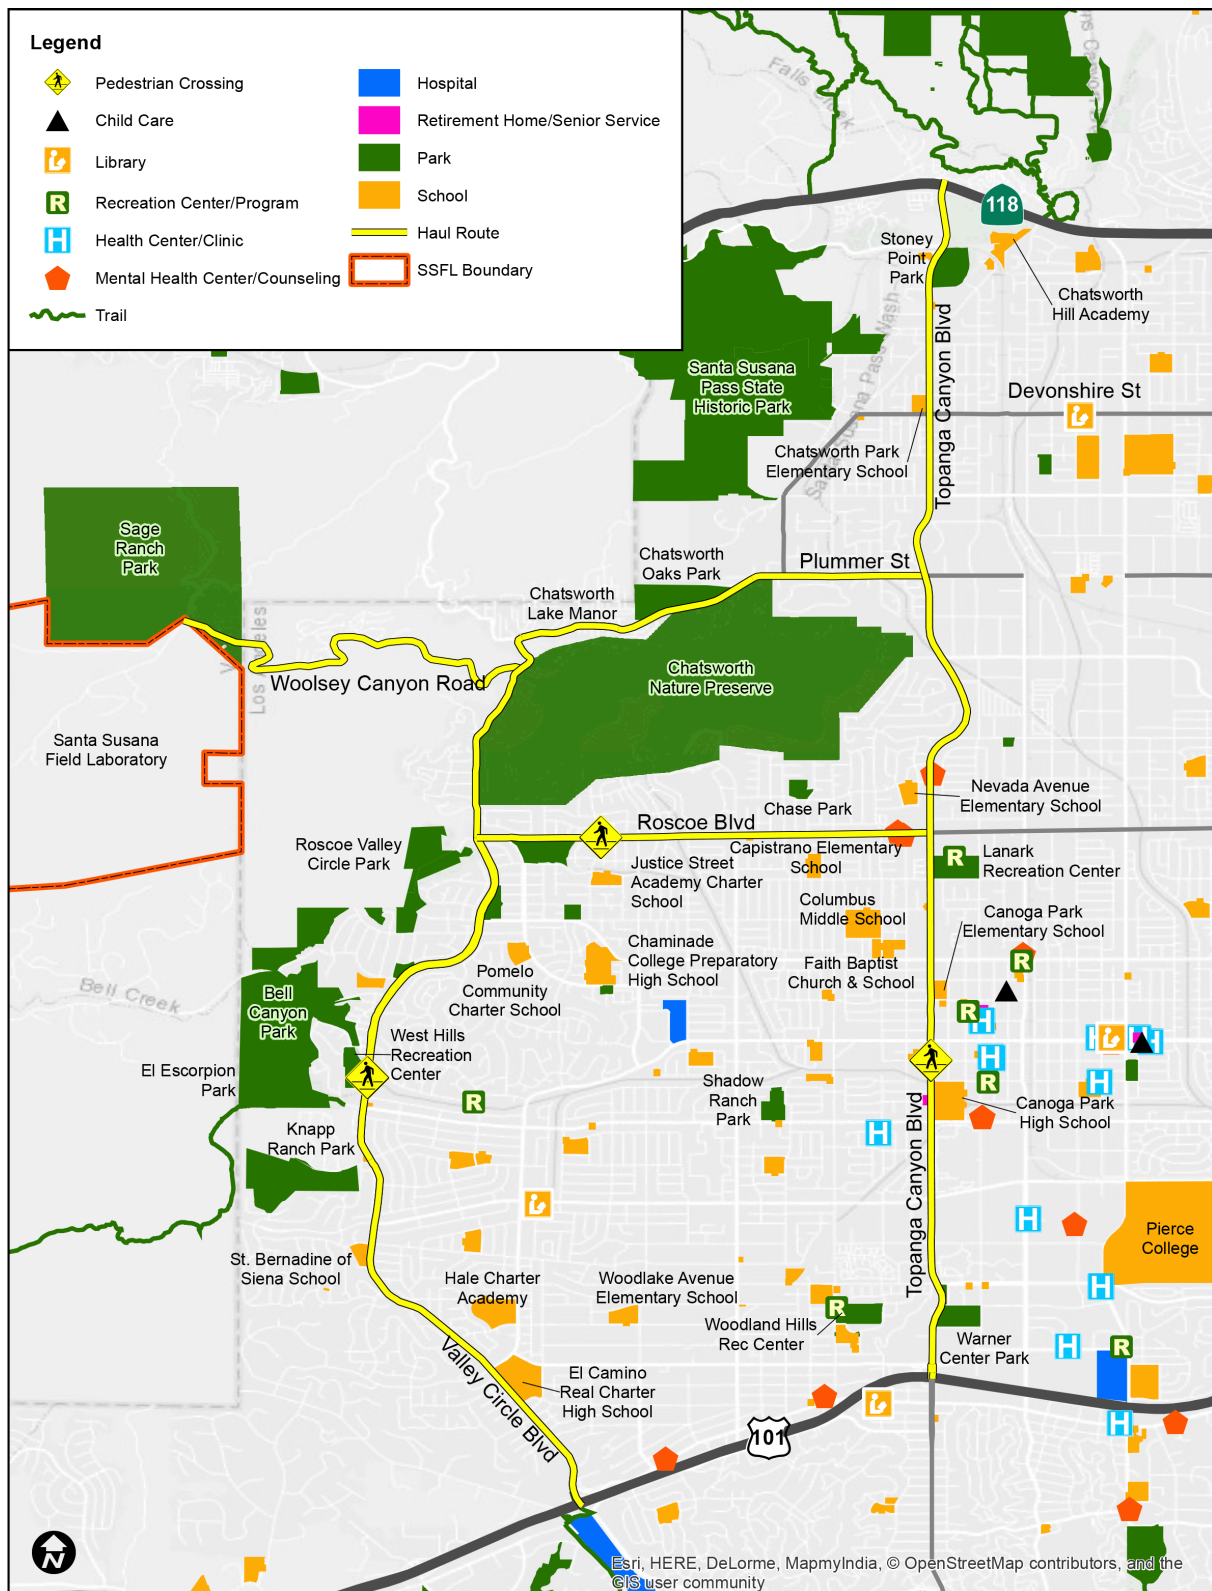 Legend
Pedestrian Crossing
Child Care
Library
Recreation Center/Program
Health Center/Clinic
Mental Health Center/Counseling
Trail
Hospital
Retirement Home/Senior Service
Park
School
Haul Route
SSFL Boundary
118
Stoney
Point
Park
Chatsworth
Hill Academy
Topanga Canyon Blvd
Santa Susana
Pass State
Historic Park
Devonshire St
Chatsworth Park
Elementary School
Sage
Ranch
Park
Chatsworth
Oaks Park
Plummer St
Chatsworth
Lake Manor
Los Angeles
Woolsey Canyon Road
Chatsworth
Nature Preserve
Santa Susana
Field Laboratory
Nevada Avenue
Elementary School
Chase Park
Roscoe Blvd
Roscoe Valley
Circle Park
Capistrano Elementary
School
Justice Street
Academy Charter
School
R
Lanark
Recreation Center
Columbus
Middle School
Canoga Park
Elementary School
Chaminade
College Preparatory
High School
Faith Baptist
Church & School
R
Pomelo
Community
Charter School
Bell Creek
Bell
Canyon
Park
West Hills
Recreation
Center
R
H
H
H
H
H
El Escorpion
Park
R
R
Shadow
Ranch
Park
H
Canoga Park
High School
H
Knapp
Ranch Park
Topanga Canyon Blvd
H
Pierce
College
St. Bernadine of
Siena School
Hale Charter
Academy
Woodlake Avenue
Elementary School
H
R
Woodland Hills
Rec Center
Warner
Center Park
H
R
Valley Circle Blvd
El Camino
Real Charter
High School
H
101
N
Esri, HERE, DeLorme, MapmyIndia, © OpenStreetMap contributors, and the
GIS user community